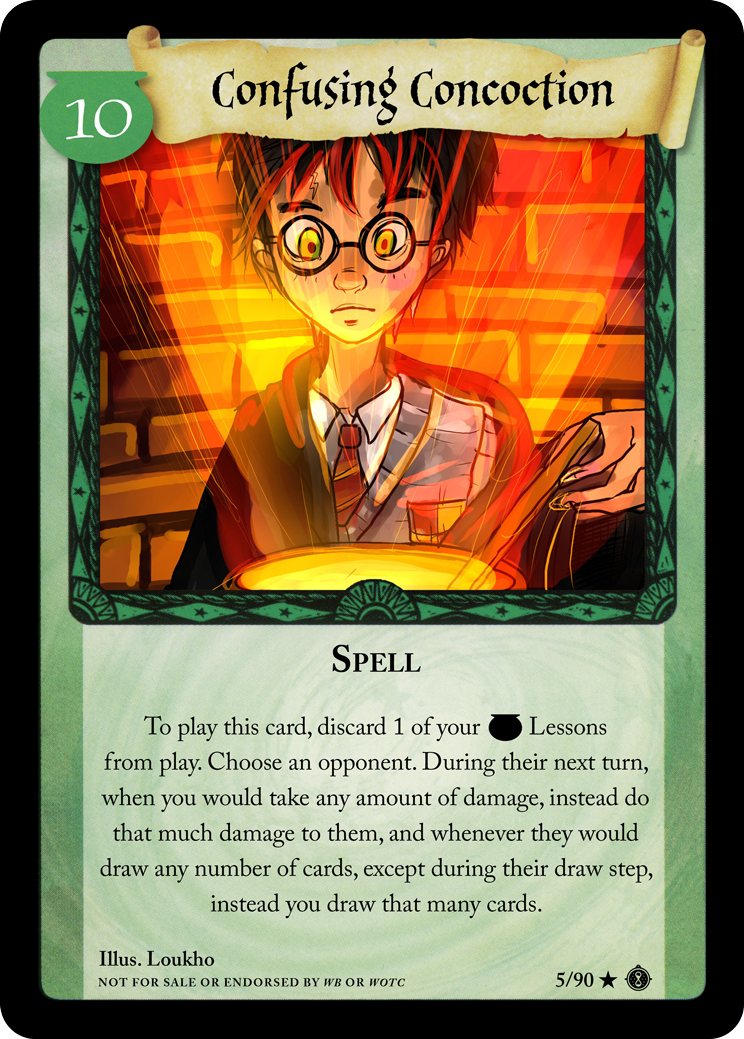 Confusing Concoction
10
Spell
To play this card, discard 1 of your Lessons
from play. Choose an opponent. During their next turn,
when you would take any amount of damage, instead do
that much damage to them, and whenever they would
draw any number of cards, except during their draw step,
instead you draw that many cards.
Illus. Loukho
NOT FOR SALE OR ENDORSED BY WB OR WOTC
5/90 ★